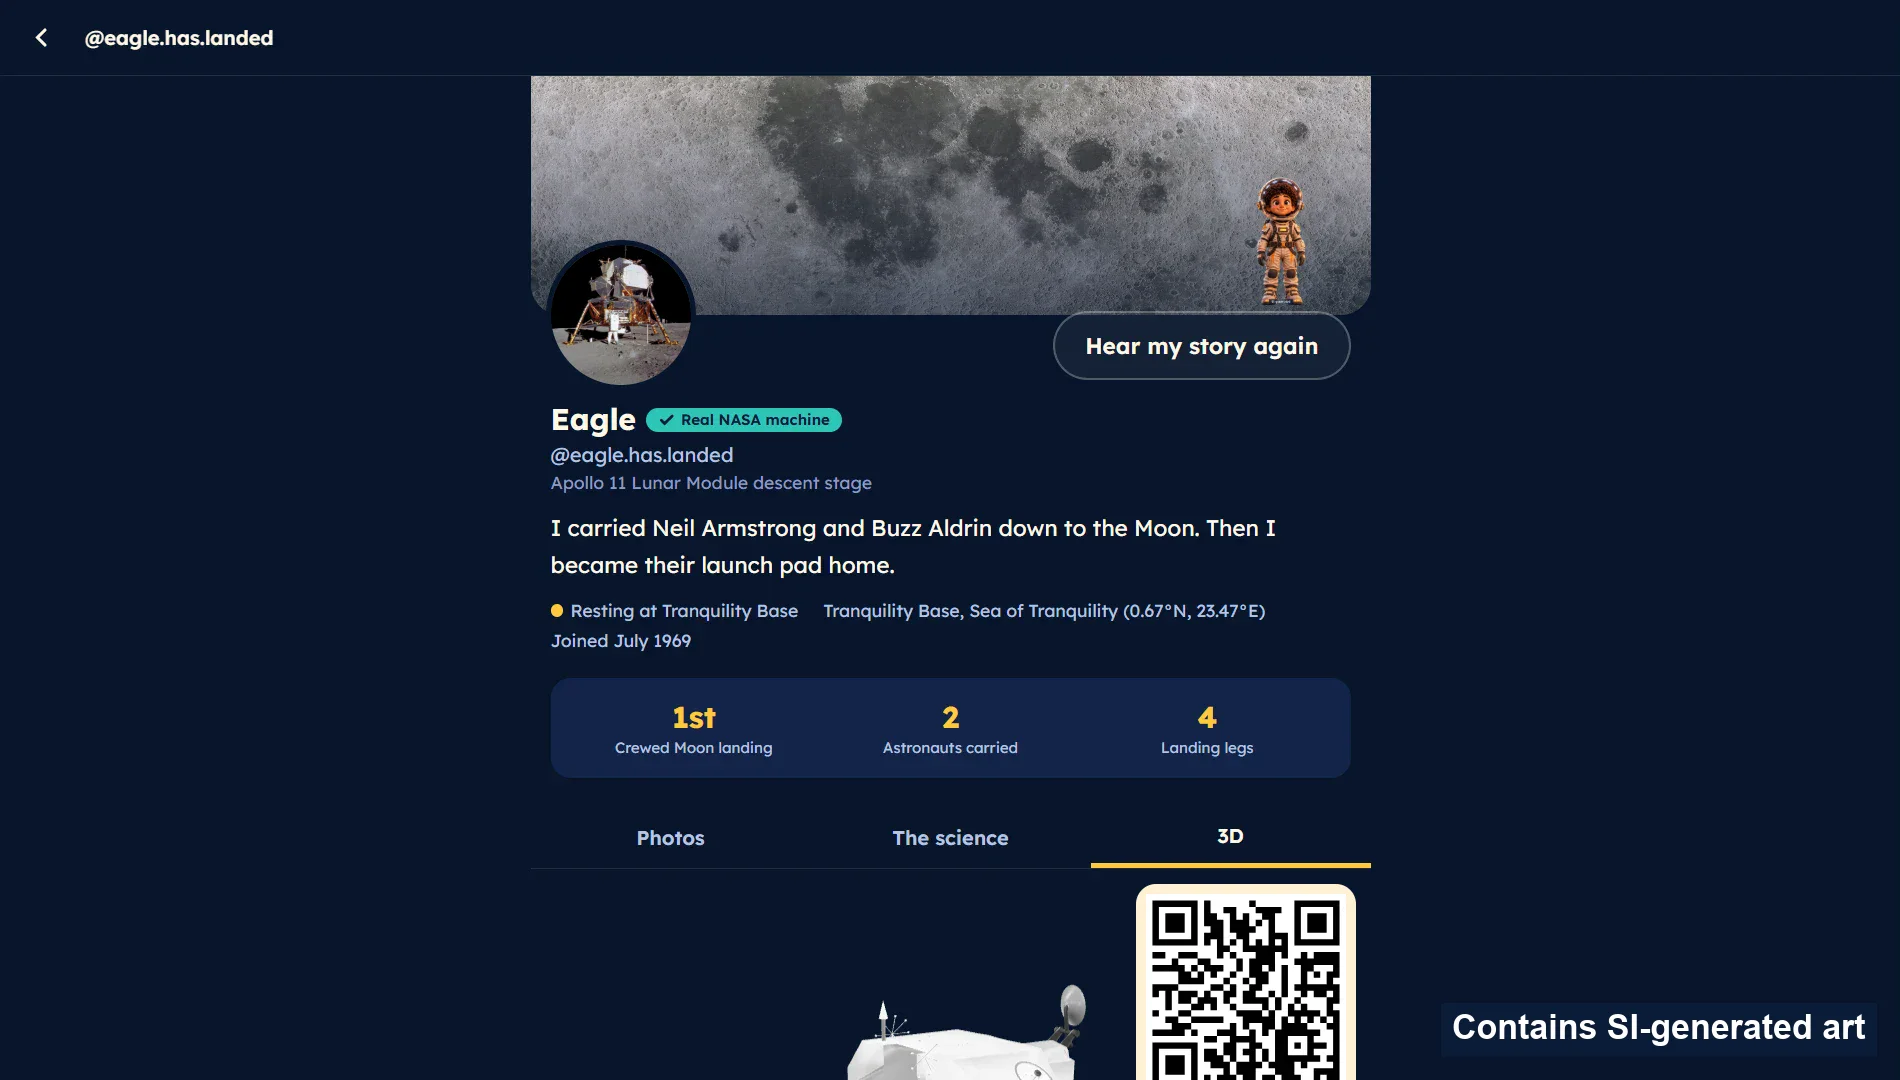 @eagle.has.landed
Hear my story again
Eagle
Real NASA machine
@eagle.has.landed
Apollo 11 Lunar Module descent stage
I carried Neil Armstrong and Buzz Aldrin down to the Moon. Then I
became their launch pad home.
Resting at Tranquility Base
Tranquility Base, Sea of Tranquility (0.67°N, 23.47°E)
Joined July 1969
1st
Crewed Moon landing
2
Astronauts carried
4
Landing legs
Photos
The science
3D
Contains SI-generated art